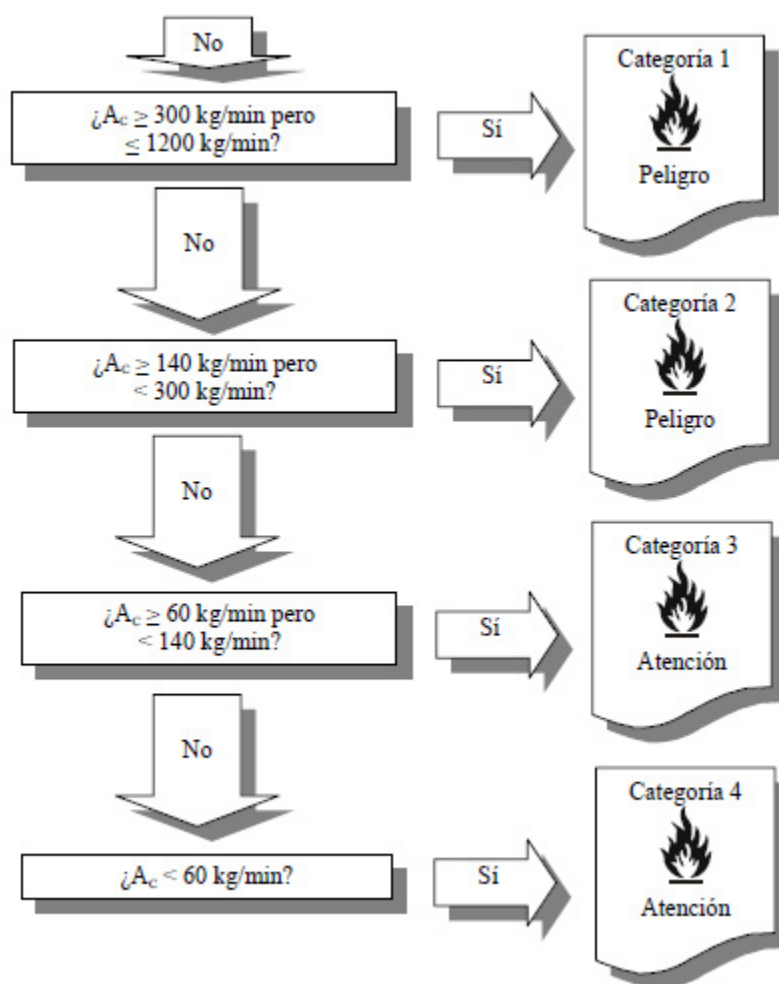 No
¿Ac ≥ 300 kg/min pero
≤ 1200 kg/min?
Sí
Categoría 1
Peligro
No
¿Ac ≥ 140 kg/min pero
< 300 kg/min?
Sí
Categoría 2
Peligro
No
¿Ac ≥ 60 kg/min pero
< 140 kg/min?
Sí
Categoría 3
Atención
No
¿Ac < 60 kg/min?
Sí
Categoría 4
Atención